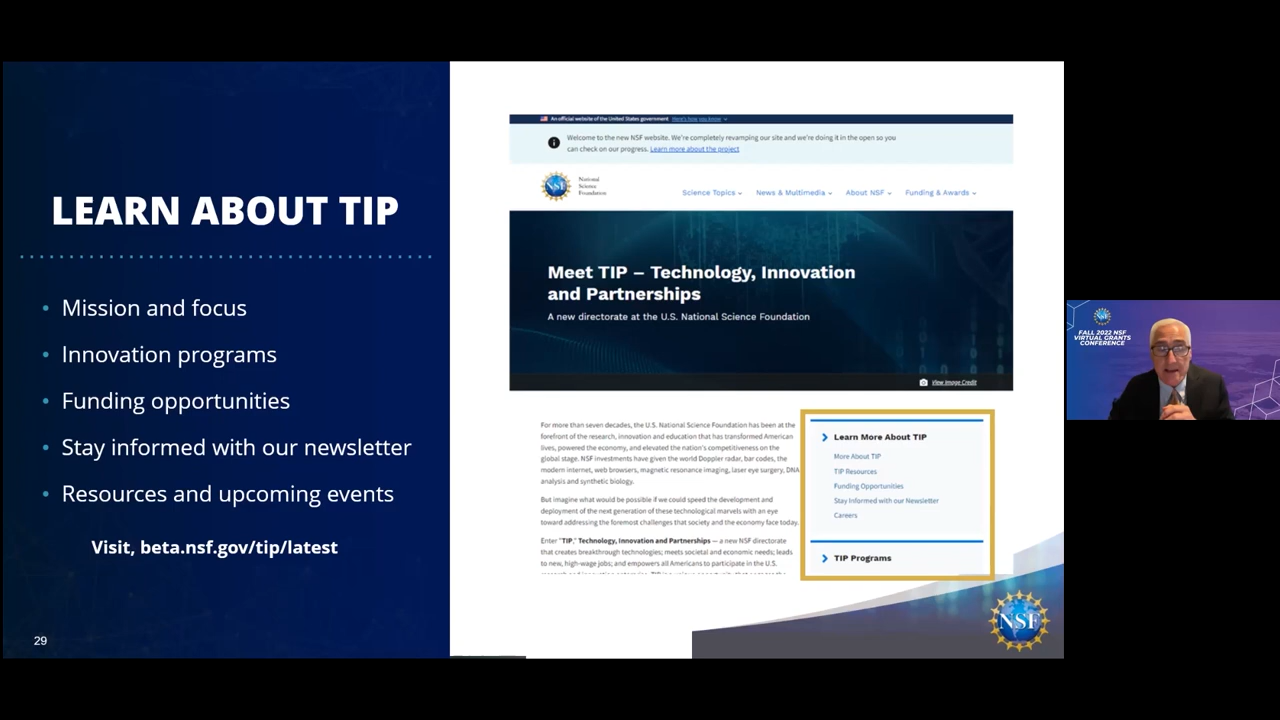 LEARN ABOUT TIP
• Mission and focus
• Innovation programs
• Funding opportunities
• Stay informed with our newsletter
• Resources and upcoming events
Visit, beta.nsf.gov/tip/latest
29
An official website of the United States government Here's how you know
Welcome to the new NSF website. We're completely revamping our site and we're doing it in the open so you
can check on our progress. Learn more about the project
NSF
National
Science
Foundation
Science Topics
News & Multimedia
About NSF
Funding & Awards
Meet TIP – Technology, Innovation
and Partnerships
A new directorate at the U.S. National Science Foundation
View Image Credit
For more than seven decades, the U.S. National Science Foundation has been at the
forefront of the research, innovation and education that has transformed American
lives, powered the economy, and elevated the nation's competitiveness on the
global stage. NSF investments have given the world Doppler radar, bar codes, the
modern internet, web browsers, magnetic resonance imaging, laser eye surgery, DNA
analysis and synthetic biology.
But imagine what would be possible if we could speed the development and
deployment of the next generation of these technological marvels with an eye
toward addressing the foremost challenges that society and the economy face today.
Enter "TIP," Technology, Innovation and Partnerships — a new NSF directorate
that creates breakthrough technologies; meets societal and economic needs; leads
to new, high-wage jobs; and empowers all Americans to participate in the U.S.
Learn More About TIP
More About TIP
TIP Resources
Funding Opportunities
Stay Informed with our Newsletter
Careers
TIP Programs
NSF
FALL 2022 NSF
VIRTUAL GRANTS
CONFERENCE